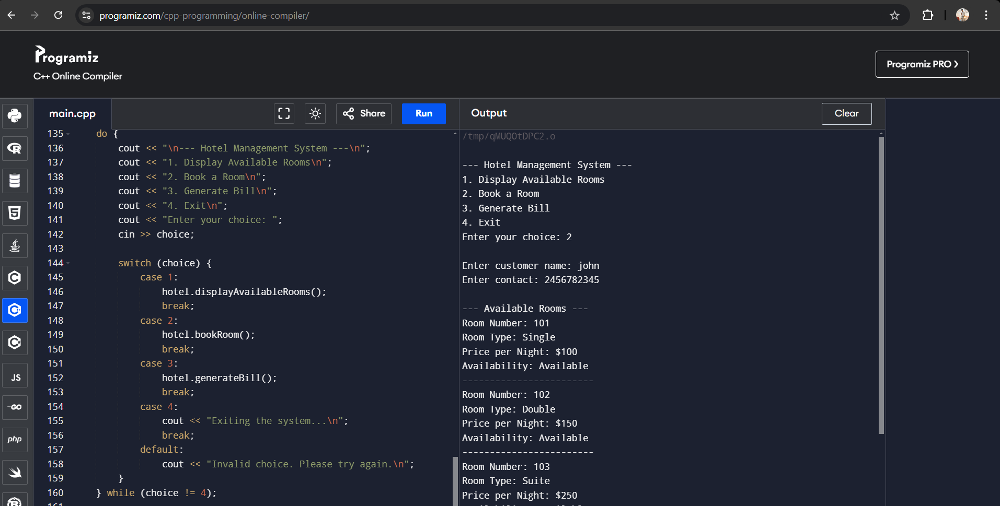 programiz.com/cpp-programming/online-compiler/
Programiz
C++ Online Compiler
Programiz PRO ❯
main.cpp
Share
Run
Output
Clear
JS
GO
php
135 do {
136 cout << "\n--- Hotel Management System ---\n";
137 cout << "1. Display Available Rooms\n";
138 cout << "2. Book a Room\n";
139 cout << "3. Generate Bill\n";
140 cout << "4. Exit\n";
141 cout << "Enter your choice: ";
142 cin >> choice;
143
144 switch (choice) {
145 case 1:
146 hotel.displayAvailableRooms();
147 break;
148 case 2:
149 hotel.bookRoom();
150 break;
151 case 3:
152 hotel.generateBill();
153 break;
154 case 4:
155 cout << "Exiting the system...\n";
156 break;
157 default:
158 cout << "Invalid choice. Please try again.\n";
159 }
160 } while (choice != 4);
/tmp/qMUQOtDPC2.o
--- Hotel Management System ---
1. Display Available Rooms
2. Book a Room
3. Generate Bill
4. Exit
Enter your choice: 2
Enter customer name: john
Enter contact: 2456782345
--- Available Rooms ---
Room Number: 101
Room Type: Single
Price per Night: $100
Availability: Available
------------------------
Room Number: 102
Room Type: Double
Price per Night: $150
Availability: Available
------------------------
Room Number: 103
Room Type: Suite
Price per Night: $250